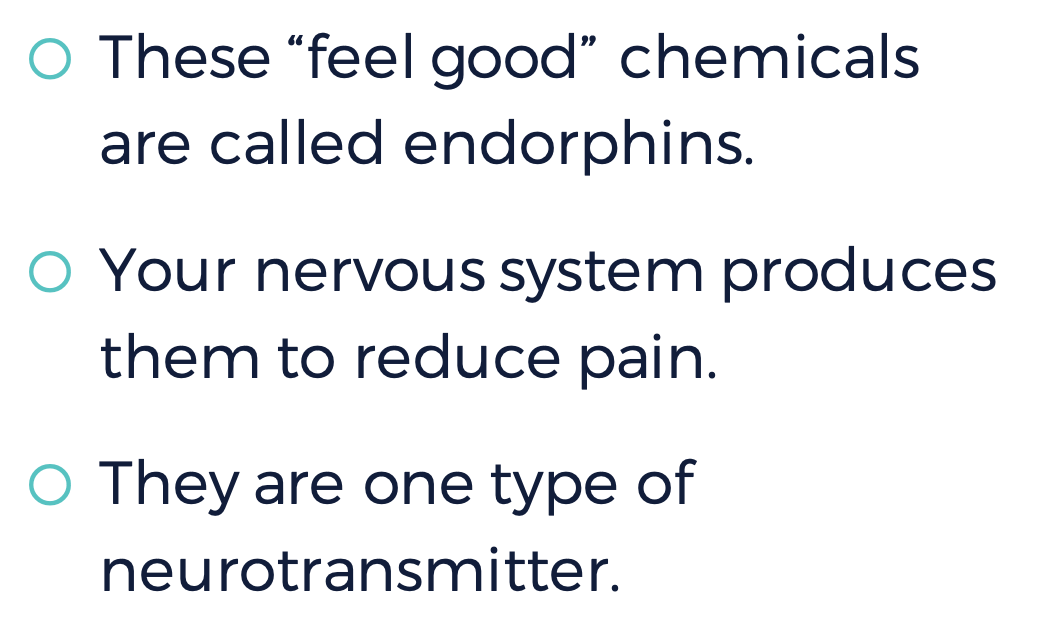 These “feel good” chemicals
are called endorphins.
Your nervous system produces
them to reduce pain.
They are one type of
neurotransmitter.